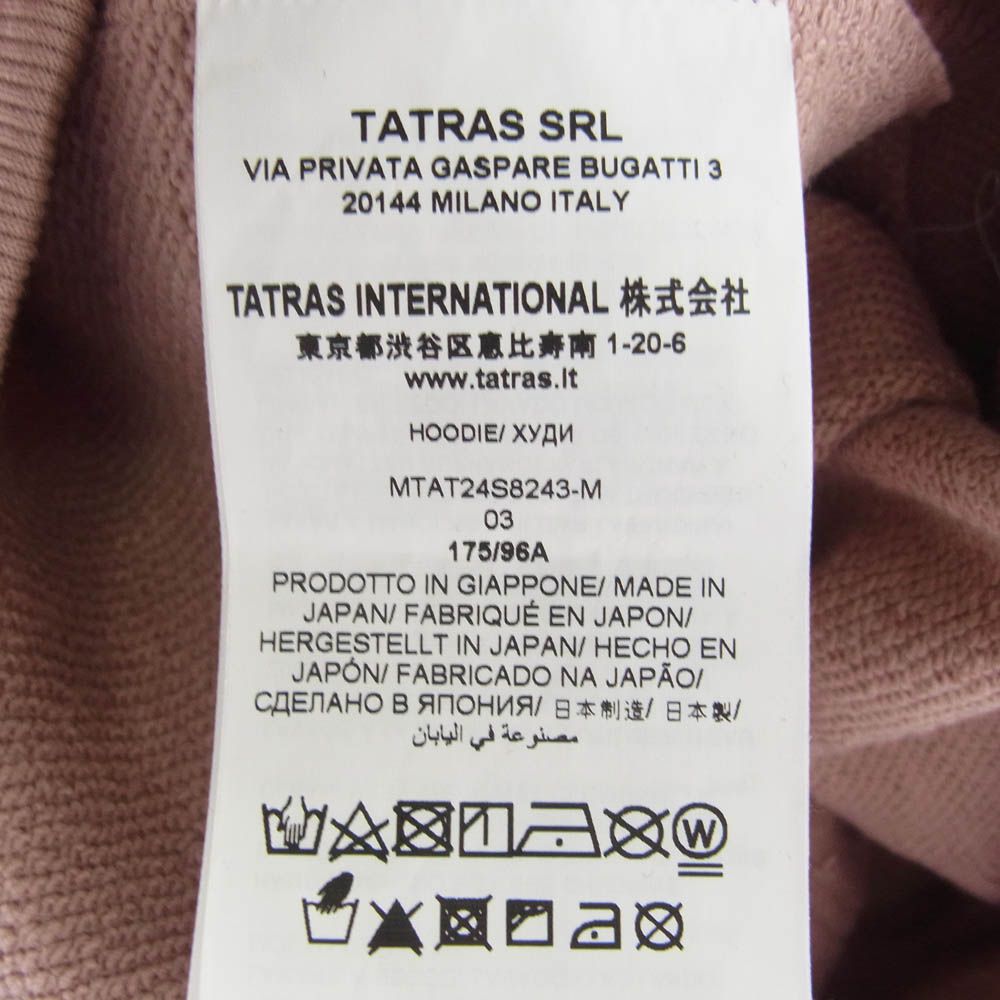 TATRAS SRL
VIA PRIVATA GASPARE BUGATTI 3
20144 MILANO ITALY
TATRAS INTERNATIONAL 株式会社
東京都渋谷区恵比寿南 1-20-6
www.tatras.it
HOODIE/ ХУДИ
MTAT24S8243-M
03
175/96A
PRODOTTO IN GIAPPONE/ MADE IN
JAPAN/ FABRIQUÉ EN JAPON/
HERGESTELLT IN JAPAN/ HECHO EN
JAPÓN/ FABRICADO NA JAPÃO/
СДЕЛАНО В ЯПОНИЯ/ 日本制造/ 日本製/
مصنوعة في اليابان
W